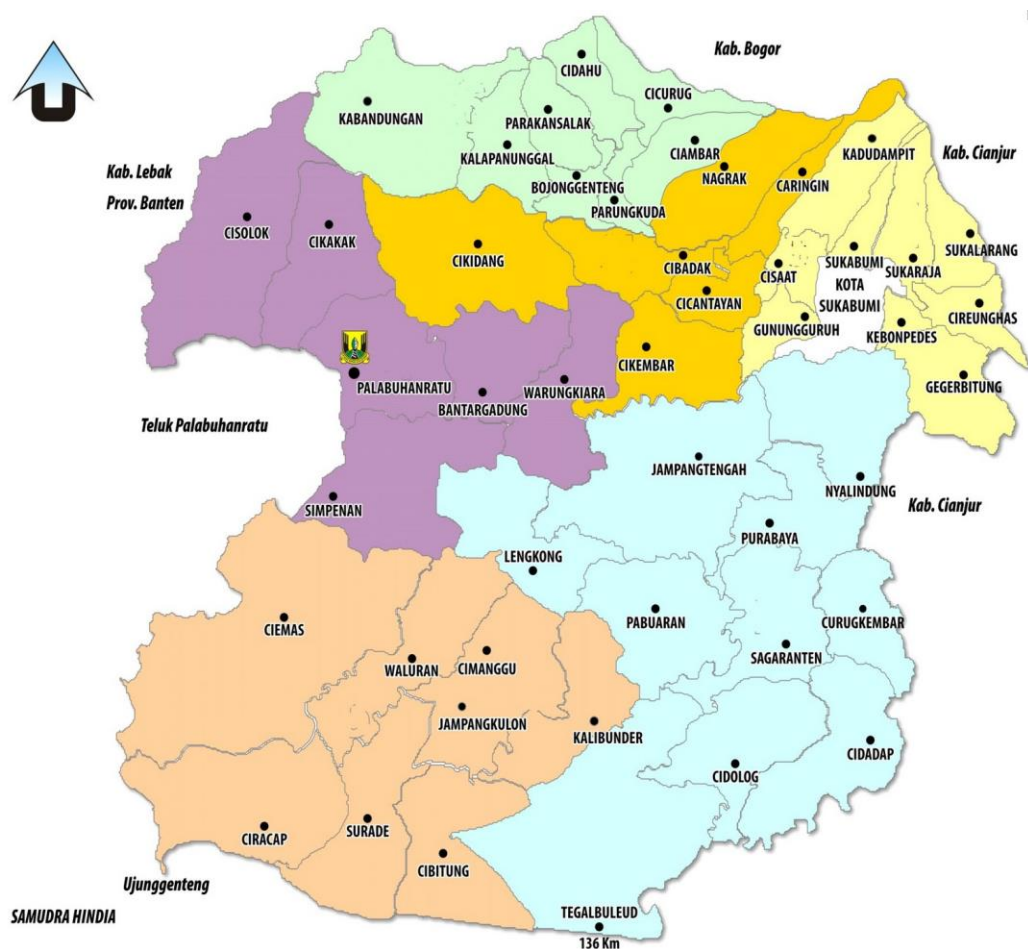 Kab. Bogor
CIDAHU
CICURUG
KABANDUNGAN
PARAKANSALAK
KALAPANUNGGAL
CIAMBAR
KADUDAMPIT
Kab. Cianjur
Kab. Lebak
Prov. Banten
NAGRAK
CARINGIN
BOJONGGENTENG
PARUNGKUDA
CISOLOK
CIKAKAK
CIKIDANG
CIBADAK
CISAAT
SUKABUMI
SUKARAJA
SUKALARANG
KOTA
SUKABUMI
CICANTAYAN
GUNUNGGURUH
CIREUNGHAS
KEBONPEDES
CIKEMBAR
GEGERBITUNG
PALABUHANRATU
BANTARGADUNG
WARUNGKIARA
Teluk Palabuhanratu
JAMPANGTENGAH
NYALINDUNG
Kab. Cianjur
SIMPENAN
PURABAYA
LENGKONG
CIEMAS
PABUARAN
CURUGKEMBAR
WALURAN
CIMANGGU
SAGARANTEN
JAMPANGKULON
KALIBUNDER
CIDADAP
CIDOLOG
CIRACAP
SURADE
CIBITUNG
Ujunggenteng
SAMUDRA HINDIA
TEGALBULEUD
136 Km